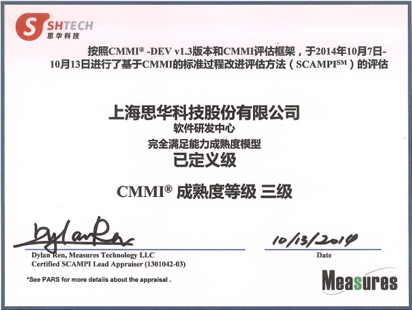 SHTECH
思华科技
按照CMMI® -DEV v1.3版本和CMMI评估框架，于2014年10月7日-
10月13日进行了基于CMMI的标准过程改进评估方法（SCAMPI℠）的评估
上海思华科技股份有限公司
软件研发中心
完全满足能力成熟度模型
已定义级
CMMI® 成熟度等级 三级
Dylan Ren
10/13/2014
Dylan Ren, Measures Technology LLC
Date
Certified SCAMPI Lead Appraiser (1301042-03)
*See PARS for more details about the appraisal .
Measures